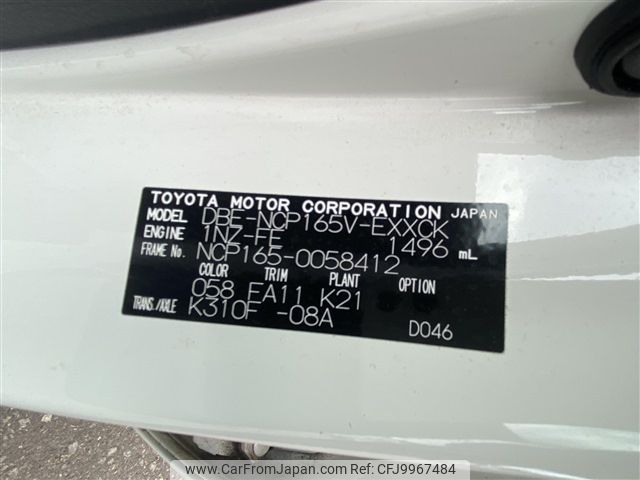 TOYOTA MOTOR CORPORATION JAPAN
MODEL DBE-NCP165V-EXXCK
ENGINE 1NZ-FE 1496 mL
FRAME No. NCP165-0058412
COLOR TRIM PLANT OPTION
058 EA11 K21
TRANS./AXLE K310F -08A
D046
www.CarFromJapan.com / Ref:CFJ9967484